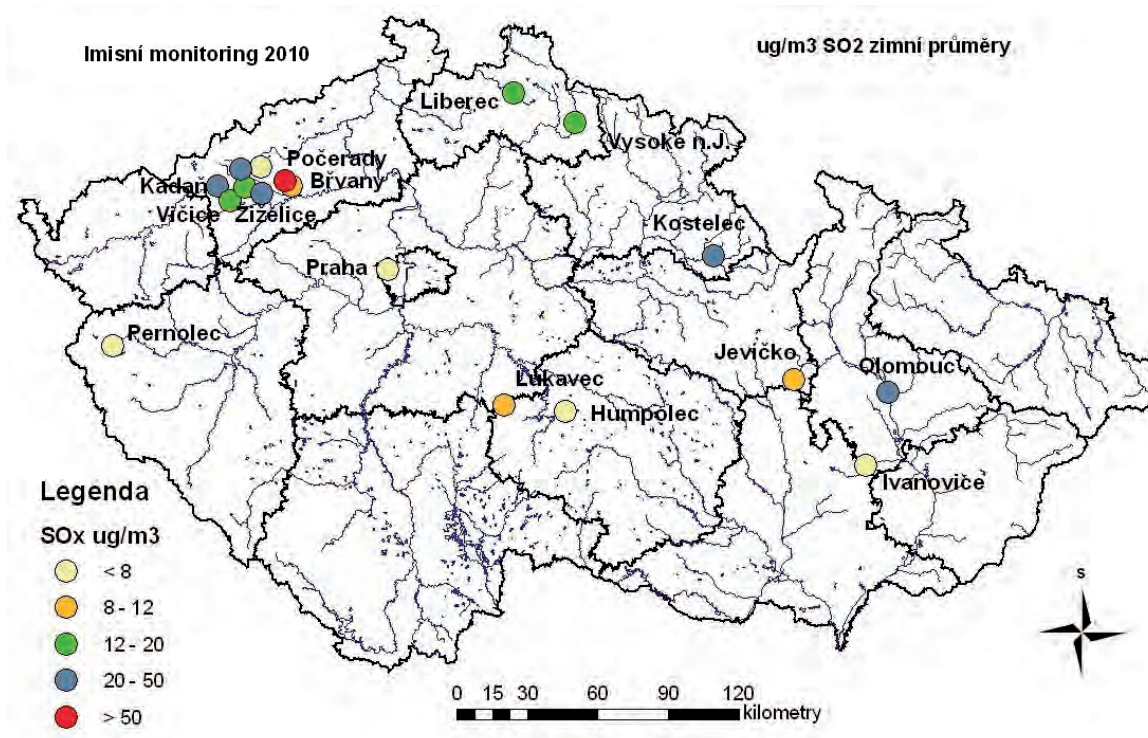 Imisní monitoring 2010
ug/m3 SO2 zimní průměry
Liberec
Vysoke n.J.
Počerady
Kadaň
Břvany
Vičice
Žiželice
Kostelec
Praha
Pernolec
Jevíčko
Olomouc
Lukavec
Humpolec
Ivanovice
Legenda
SOx ug/m3
< 8
8 - 12
12 - 20
20 - 50
> 50
s
0 15 30 60 90 120
kilometry